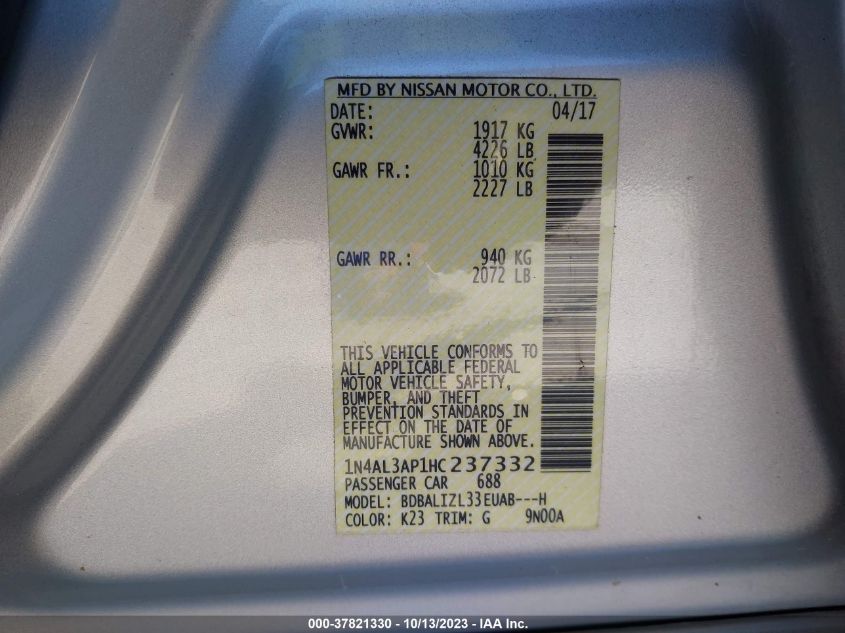 MFD BY NISSAN MOTOR CO., LTD.
DATE: 04/17
GVWR: 1917 KG
4226 LB
GAWR FR.: 1010 KG
2227 LB
GAWR RR.: 940 KG
2072 LB
THIS VEHICLE CONFORMS TO
ALL APPLICABLE FEDERAL
MOTOR VEHICLE SAFETY,
BUMPER, AND THEFT
PREVENTION STANDARDS IN
EFFECT ON THE DATE OF
MANUFACTURE SHOWN ABOVE.
1N4AL3AP1HC237332
PASSENGER CAR 688
MODEL: BDBALIZL33EUAB---H
COLOR: K23 TRIM: G 9N00A
000-37821330 - 10/13/2023 - IAA Inc.